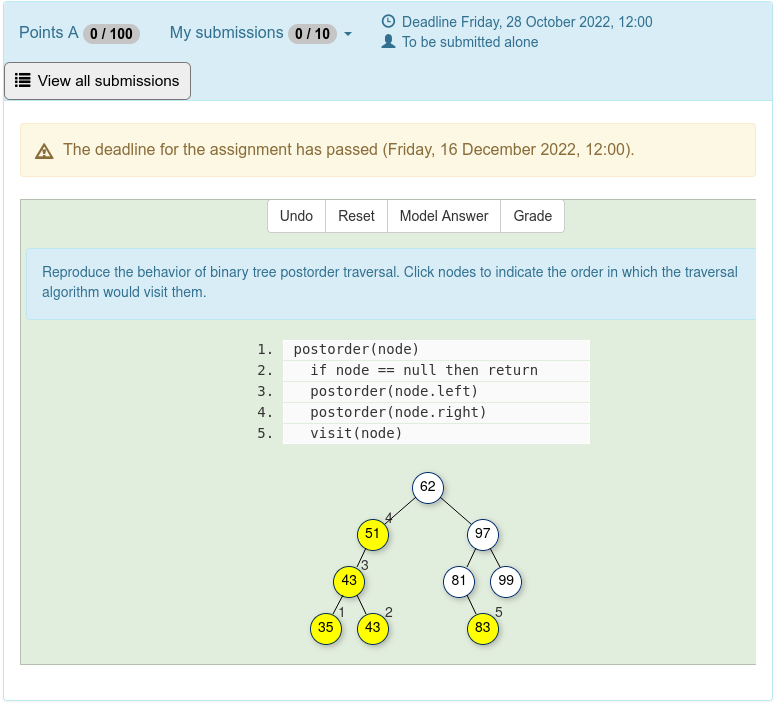 Points A 0 / 100 My submissions 0 / 10
Deadline Friday, 28 October 2022, 12:00
To be submitted alone
View all submissions
The deadline for the assignment has passed (Friday, 16 December 2022, 12:00).
Undo Reset Model Answer Grade
Reproduce the behavior of binary tree postorder traversal. Click nodes to indicate the order in which the traversal
algorithm would visit them.
1. postorder(node)
2. if node == null then return
3. postorder(node.left)
4. postorder(node.right)
5. visit(node)
62
4
51 97
3
43 81 99
1 2 5
35 43 83